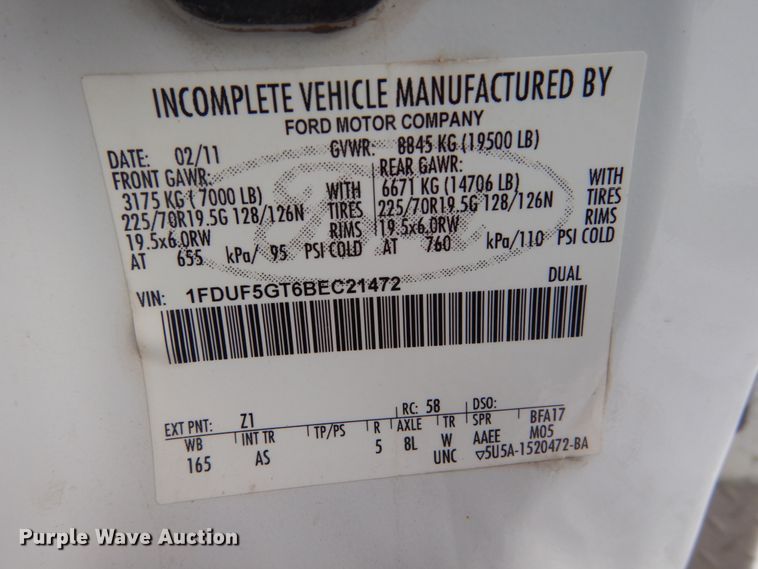 INCOMPLETE VEHICLE MANUFACTURED BY
FORD MOTOR COMPANY
DATE: 02/11 GVWR: 8845 KG (19500 LB)
FRONT GAWR: REAR GAWR:
3175 KG ( 7000 LB) WITH 6671 KG (14706 LB) WITH
225/70R19.5G 128/126N TIRES 225/70R19.5G 128/126N TIRES
19.5x6.0RW RIMS 19.5x6.0RW RIMS
AT 655 kPa/ 95 PSI COLD AT 760 kPa/110 PSI COLD
VIN: 1FDUF5GT6BEC21472 DUAL
EXT PNT: Z1 RC: 58 DSO:
WB INT TR TP/PS R AXLE TR SPR BFA17
165 AS 5 8L W AAEE M05
UNC ▽5U5A-1520472-BA
Purple Wave Auction